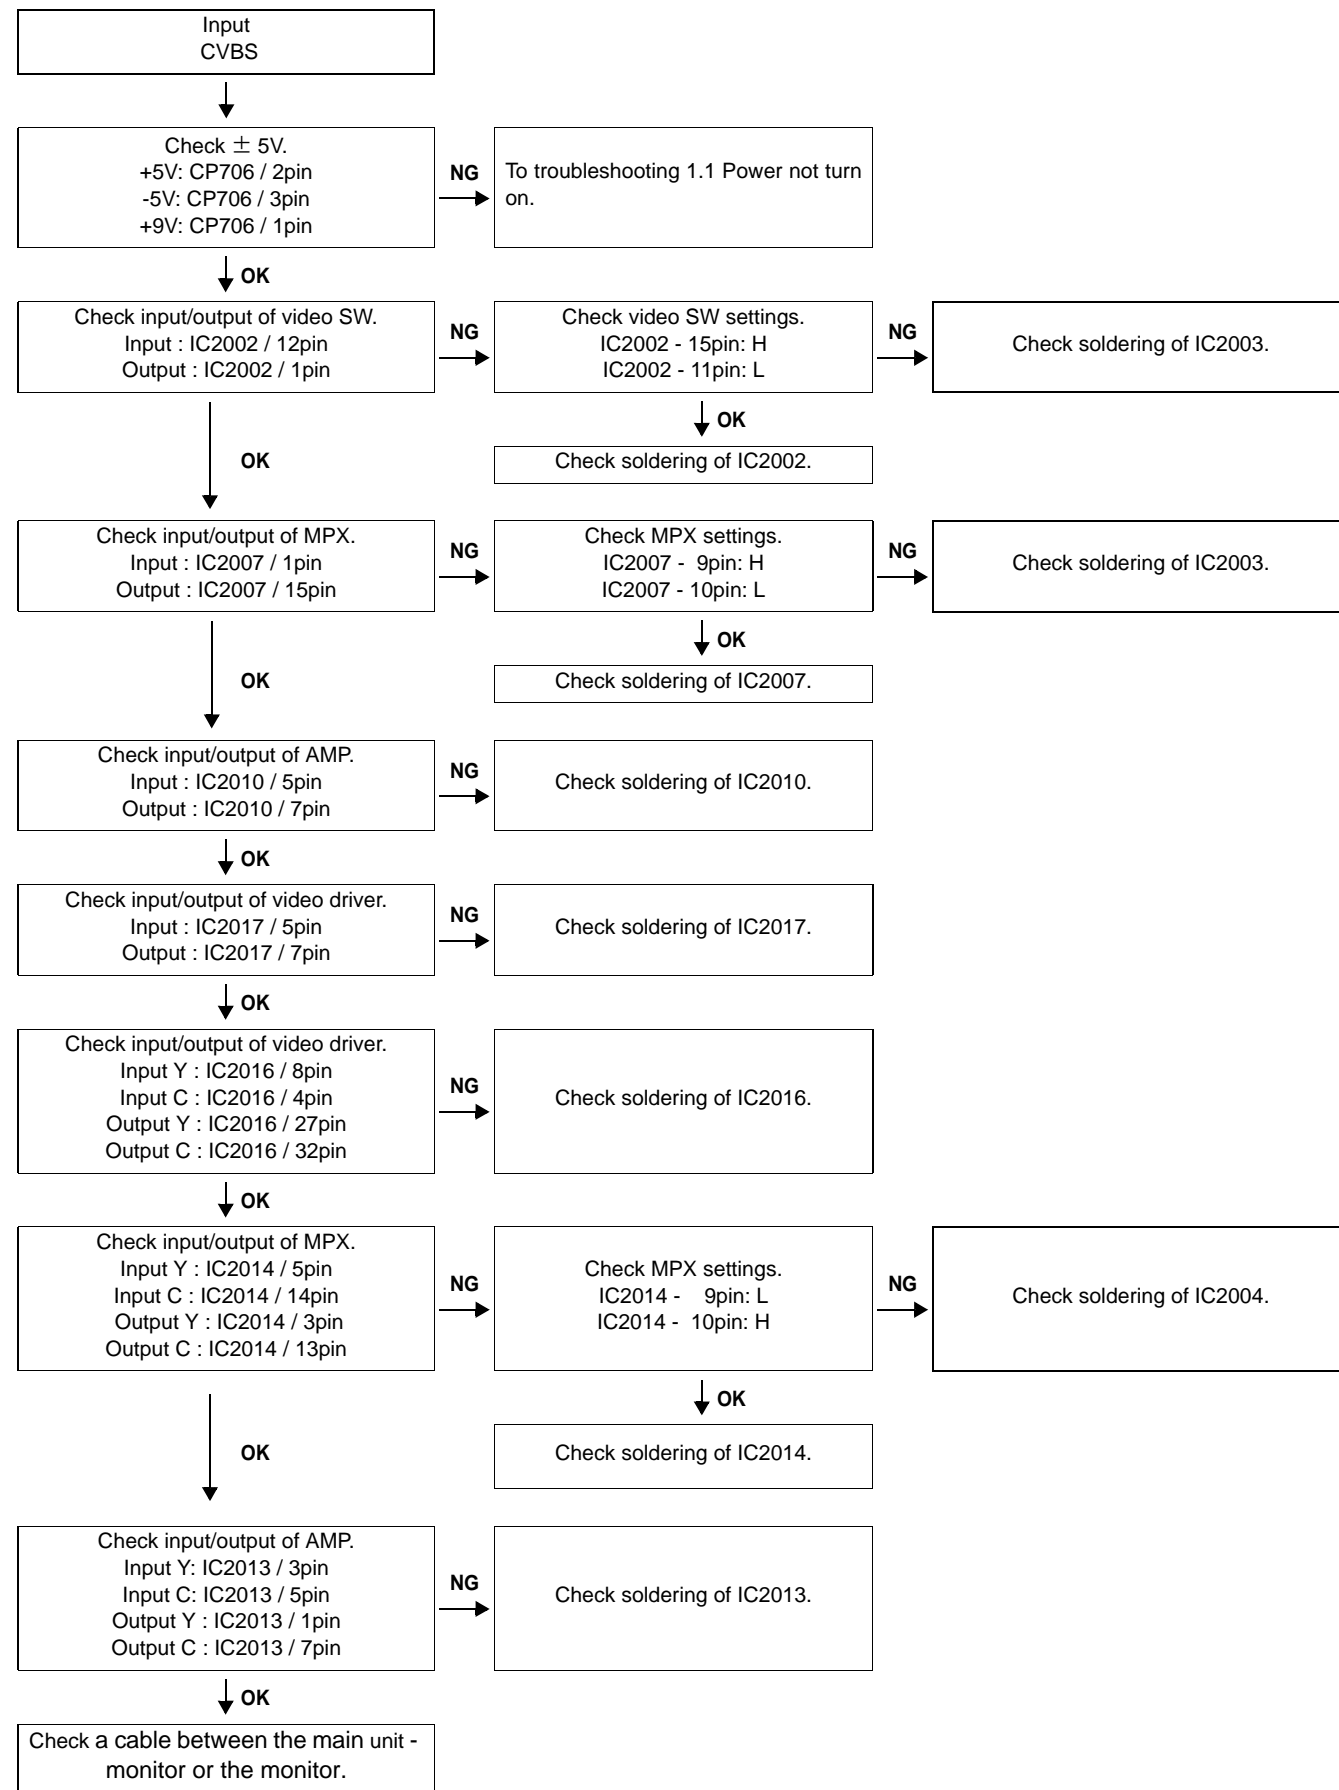 Input
CVBS
Check ± 5V.
+5V: CP706 / 2pin
-5V: CP706 / 3pin
+9V: CP706 / 1pin
NG
To troubleshooting 1.1 Power not turn
on.
OK
Check input/output of video SW.
Input : IC2002 / 12pin
Output : IC2002 / 1pin
NG
Check video SW settings.
IC2002 - 15pin: H
IC2002 - 11pin: L
NG
Check soldering of IC2003.
OK
Check soldering of IC2002.
OK
Check input/output of MPX.
Input : IC2007 / 1pin
Output : IC2007 / 15pin
NG
Check MPX settings.
IC2007 - 9pin: H
IC2007 - 10pin: L
NG
Check soldering of IC2003.
OK
Check soldering of IC2007.
OK
Check input/output of AMP.
Input : IC2010 / 5pin
Output : IC2010 / 7pin
NG
Check soldering of IC2010.
OK
Check input/output of video driver.
Input : IC2017 / 5pin
Output : IC2017 / 7pin
NG
Check soldering of IC2017.
OK
Check input/output of video driver.
Input Y : IC2016 / 8pin
Input C : IC2016 / 4pin
Output Y : IC2016 / 27pin
Output C : IC2016 / 32pin
NG
Check soldering of IC2016.
OK
Check input/output of MPX.
Input Y : IC2014 / 5pin
Input C : IC2014 / 14pin
Output Y : IC2014 / 3pin
Output C : IC2014 / 13pin
NG
Check MPX settings.
IC2014 - 9pin: L
IC2014 - 10pin: H
NG
Check soldering of IC2004.
OK
Check soldering of IC2014.
OK
Check input/output of AMP.
Input Y: IC2013 / 3pin
Input C: IC2013 / 5pin
Output Y : IC2013 / 1pin
Output C : IC2013 / 7pin
NG
Check soldering of IC2013.
OK
Check a cable between the main unit -
monitor or the monitor.